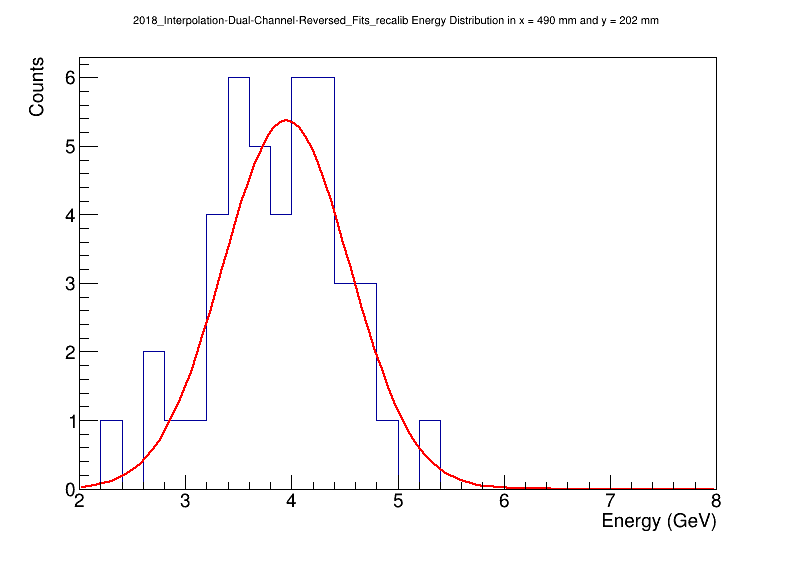 2018_Interpolation-Dual-Channel-Reversed_Fits_recalib Energy Distribution in x = 490 mm and y = 202 mm
Counts
6
5
4
3
2
1
0
2 3 4 5 6 7 8
Energy (GeV)